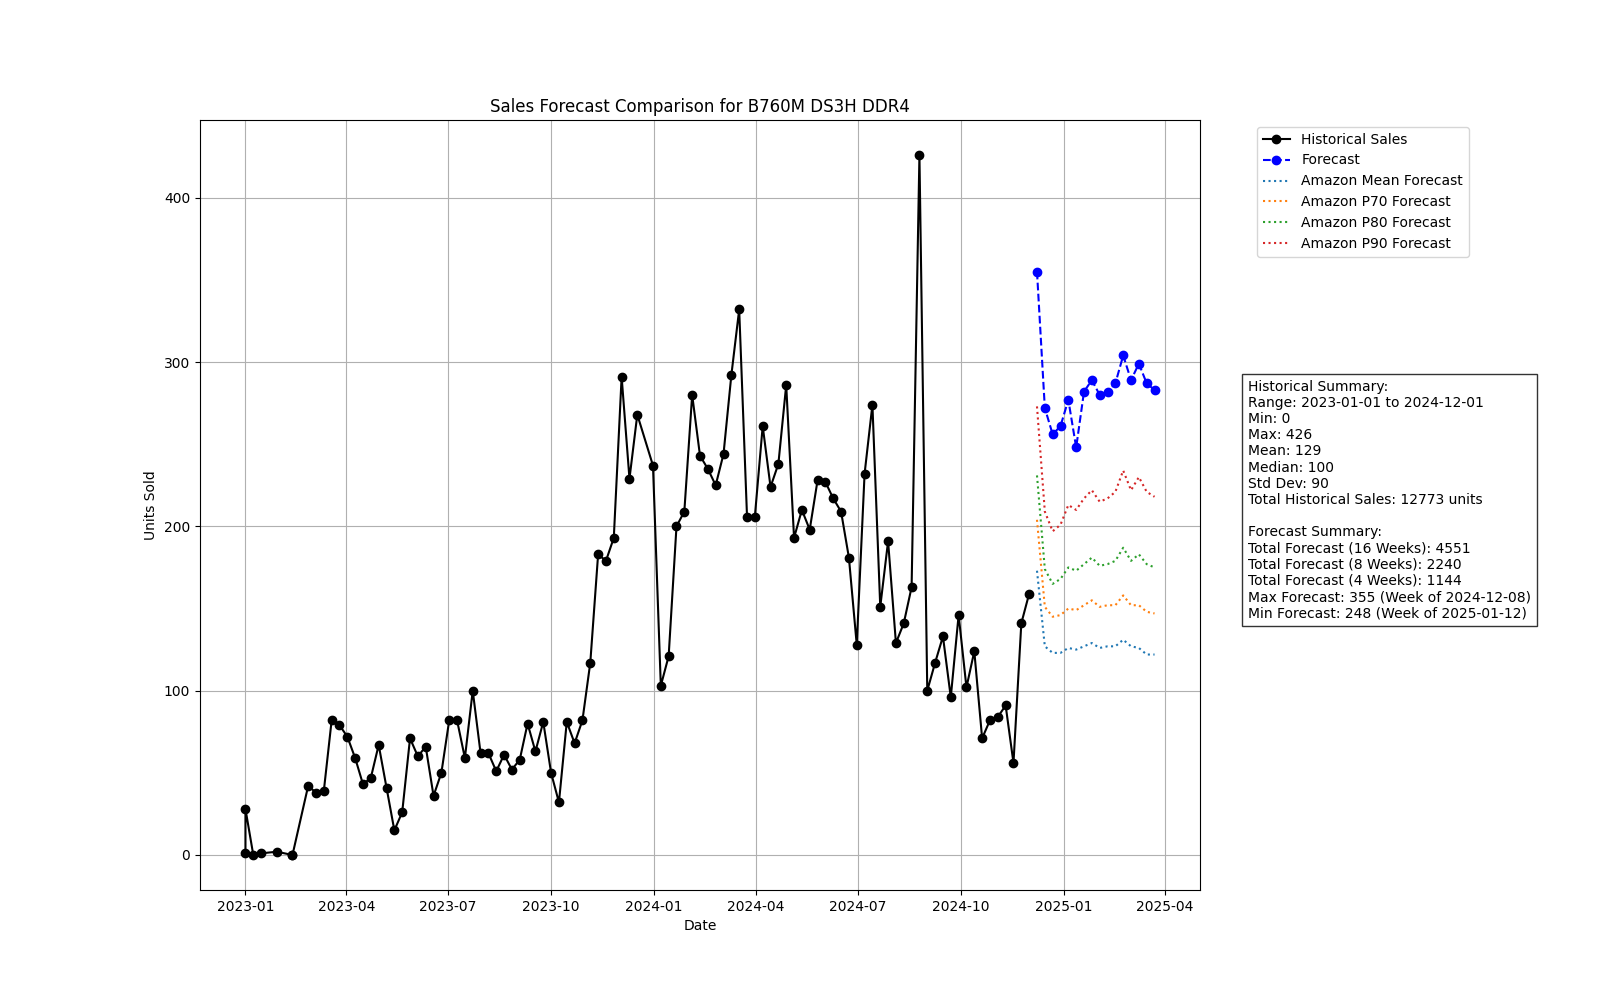 Sales Forecast Comparison for B760M DS3H DDR4
Historical Sales
Forecast
Amazon Mean Forecast
Amazon P70 Forecast
Amazon P80 Forecast
Amazon P90 Forecast
Units Sold
400
300
200
100
0
2023-01
2023-04
2023-07
2023-10
2024-01
2024-04
2024-07
2024-10
2025-01
2025-04
Date
Historical Summary:
Range: 2023-01-01 to 2024-12-01
Min: 0
Max: 426
Mean: 129
Median: 100
Std Dev: 90
Total Historical Sales: 12773 units
Forecast Summary:
Total Forecast (16 Weeks): 4551
Total Forecast (8 Weeks): 2240
Total Forecast (4 Weeks): 1144
Max Forecast: 355 (Week of 2024-12-08)
Min Forecast: 248 (Week of 2025-01-12)